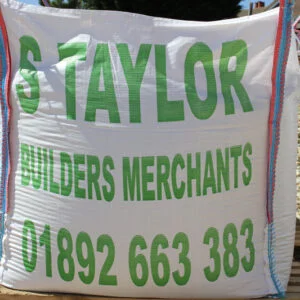 S TAYLOR
BUILDERS MERCHANTS
01892 663 383